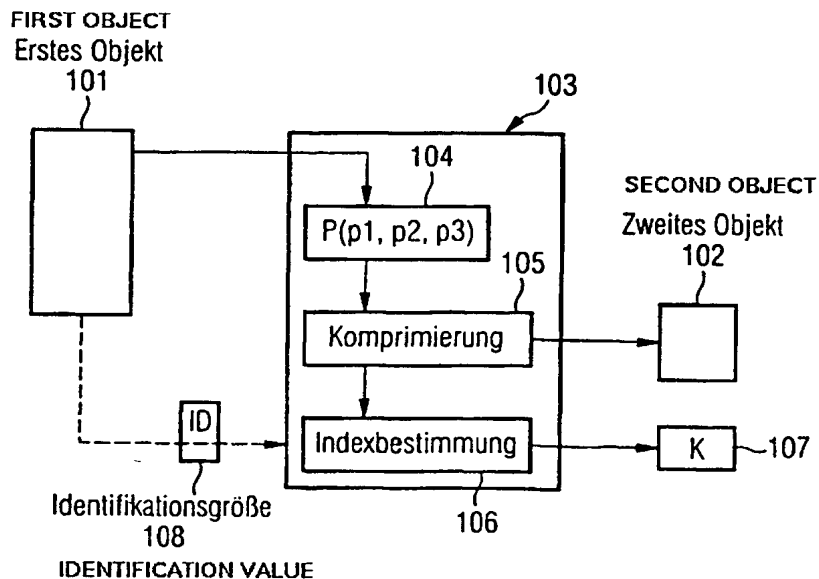 FIRST OBJECT
Erstes Objekt
101
103
104
P(p1, p2, p3)
SECOND OBJECT
Zweites Objekt
102
105
Komprimierung
ID
Indexbestimmung
K
107
Identifikationsgröße
108
106
IDENTIFICATION VALUE